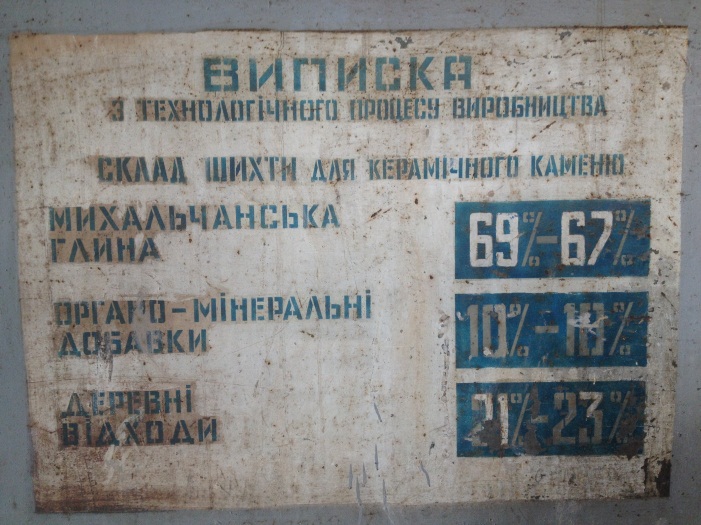 ВИПИСКА
З ТЕХНОЛОГІЧНОГО ПРОЦЕСУ ВИРОБНИЦТВА
СКЛАД ШИХТИ ДЛЯ КЕРАМІЧНОГО КАМЕНЮ
МИХАЛЬЧАНСЬКА
ГЛИНА
69%-67%
ОРГАНО-МІНЕРАЛЬНІ
ДОБАВКИ
10%-10%
ДЕРЕВНІ
ВІДХОДИ
21%-23%